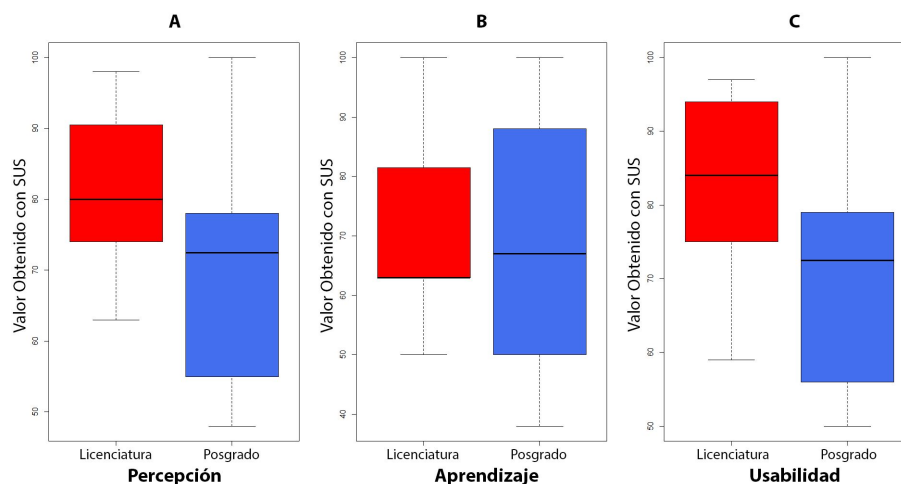 A
B
C
Valor Obtenido con SUS
100
90
80
70
60
50
Licenciatura
Posgrado
Percepción
Valor Obtenido con SUS
100
90
80
70
60
50
40
Licenciatura
Posgrado
Aprendizaje
Valor Obtenido con SUS
100
90
80
70
60
50
Licenciatura
Posgrado
Usabilidad